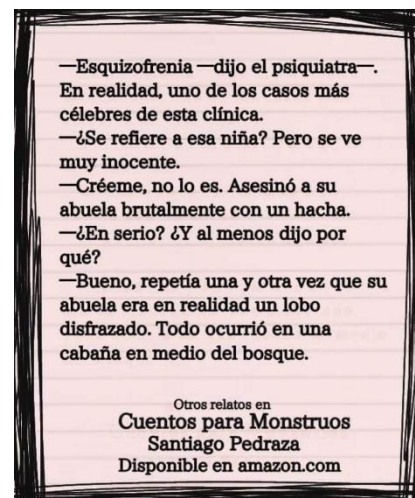 —Esquizofrenia —dijo el psiquiatra—.
En realidad, uno de los casos más
célebres de esta clínica.
—¿Se refiere a esa niña? Pero se ve
muy inocente.
—Créeme, no lo es. Asesinó a su
abuela brutalmente con un hacha.
—¿En serio? ¿Y al menos dijo por
qué?
—Bueno, repetía una y otra vez que su
abuela era en realidad un lobo
disfrazado. Todo ocurrió en una
cabaña en medio del bosque.
Otros relatos en
Cuentos para Monstruos
Santiago Pedraza
Disponible en amazon.com